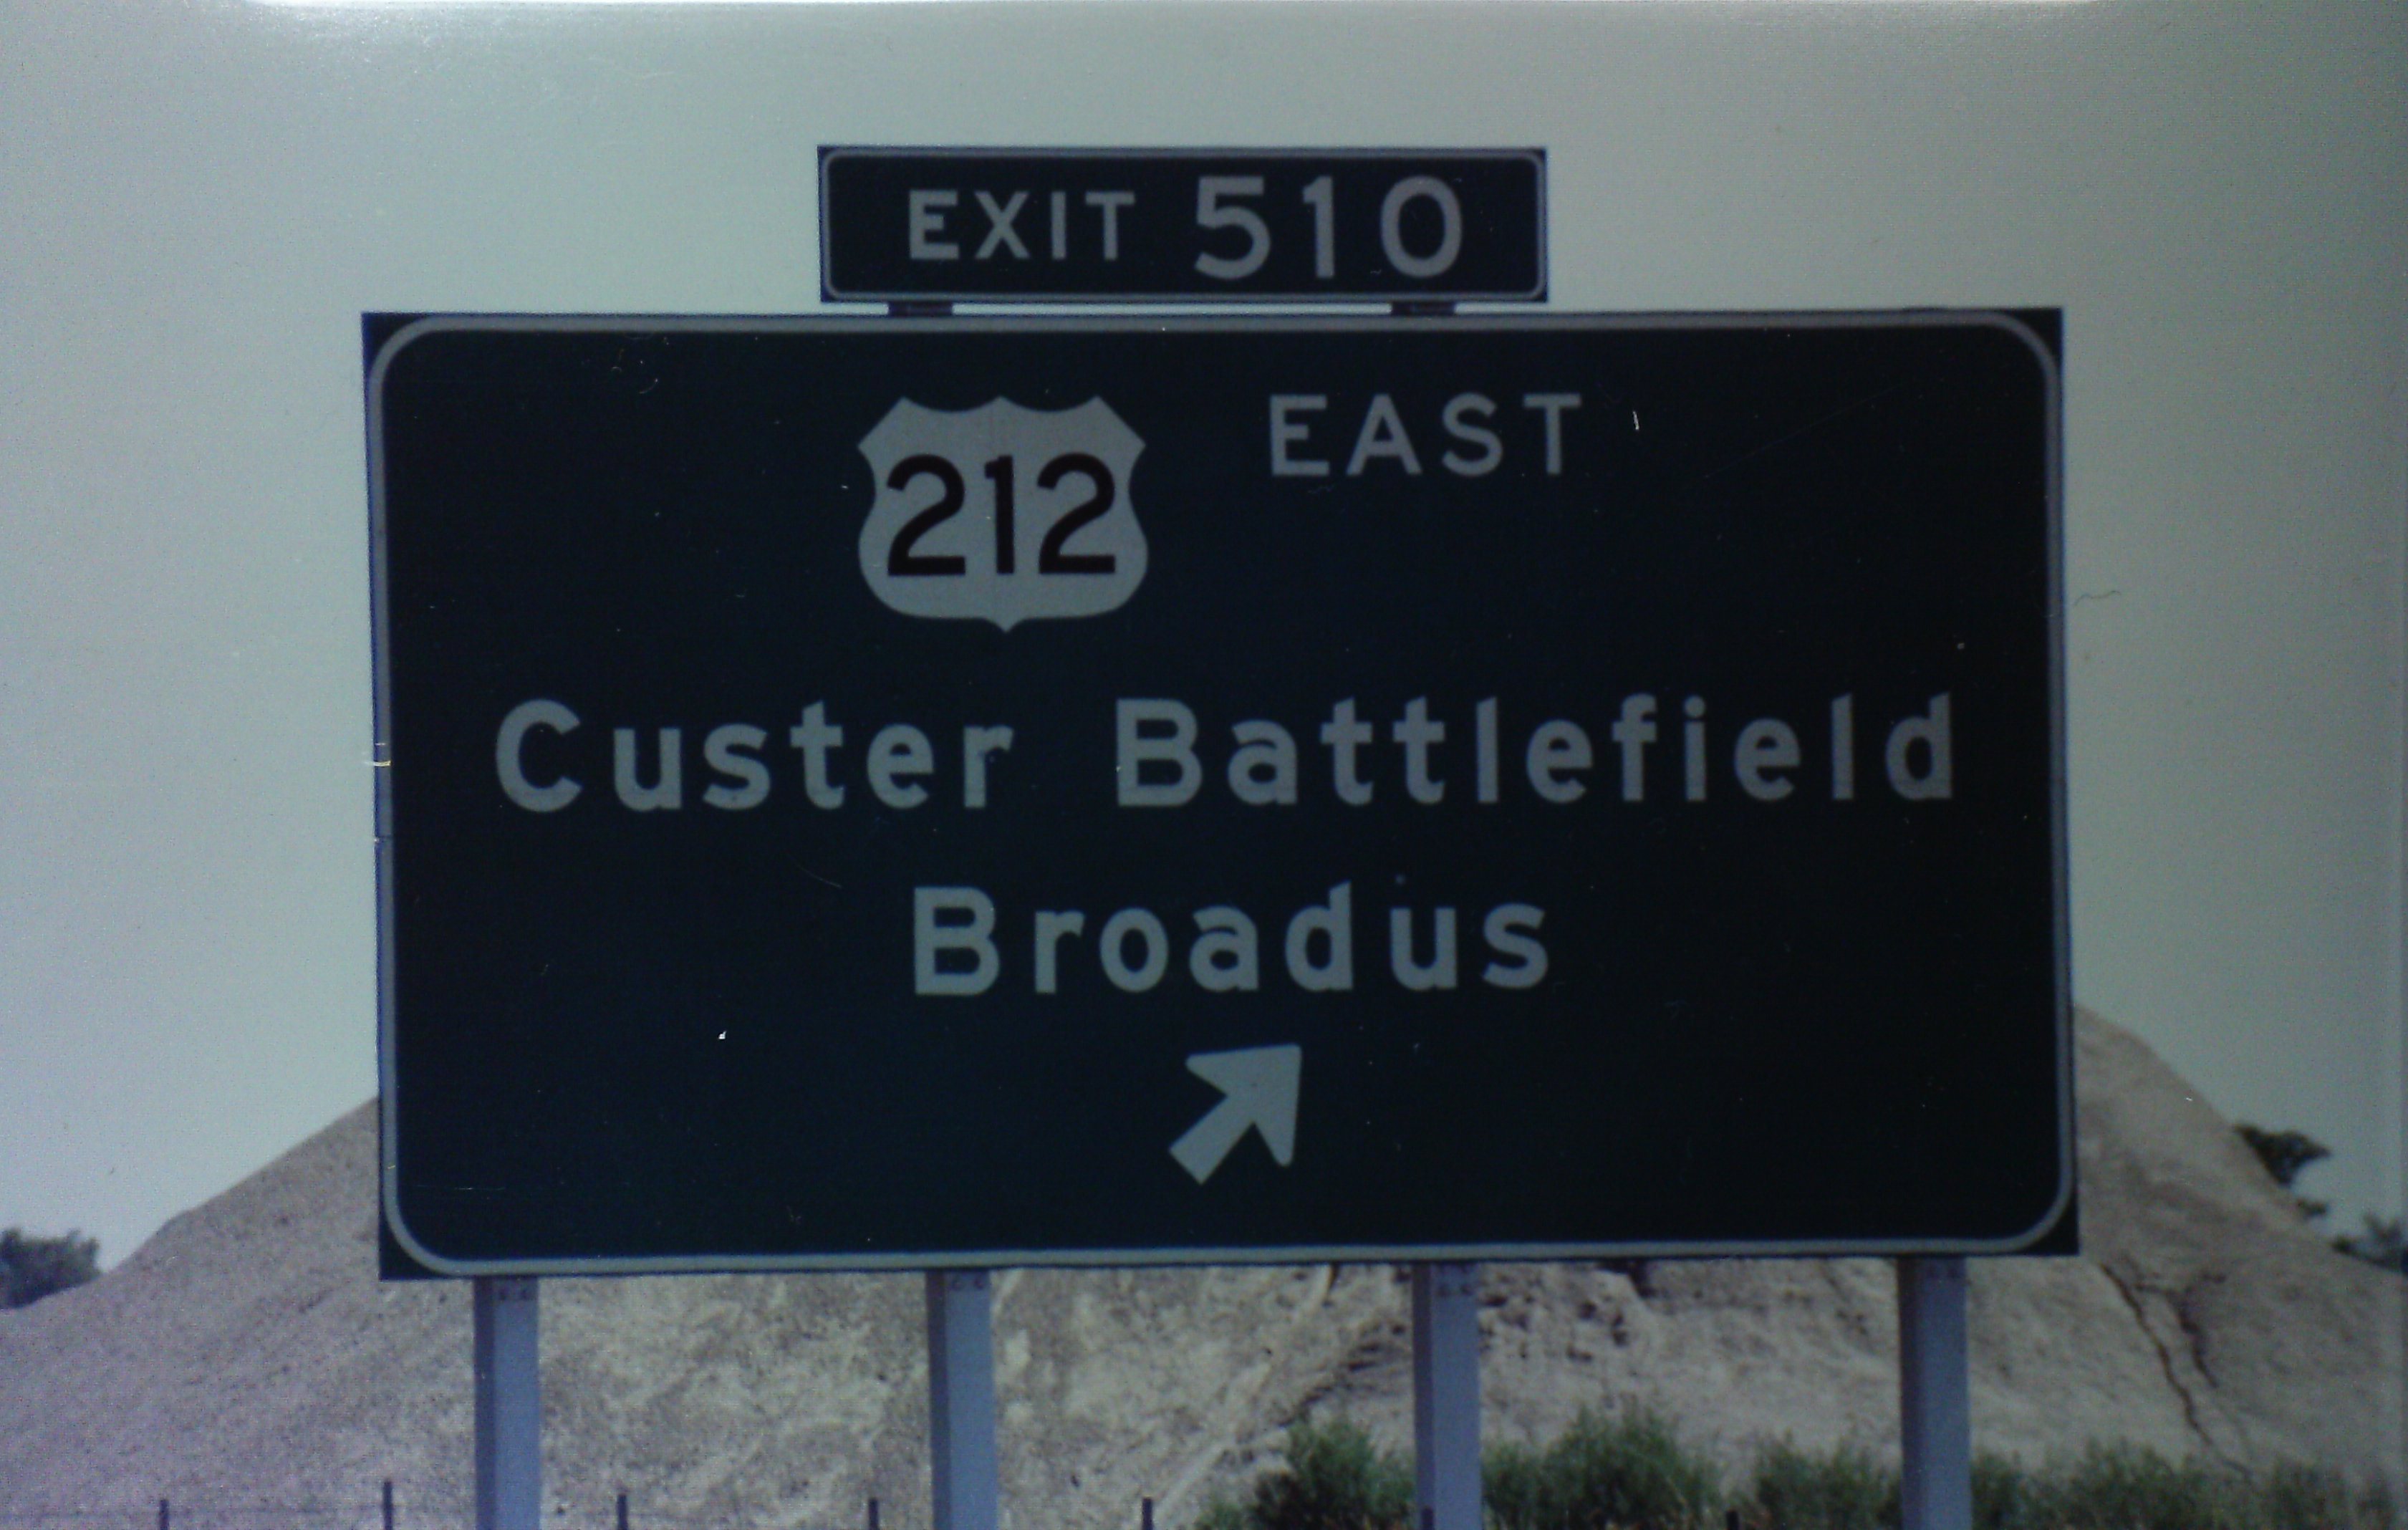 EXIT 510
212 EAST
Custer Battlefield
Broadus